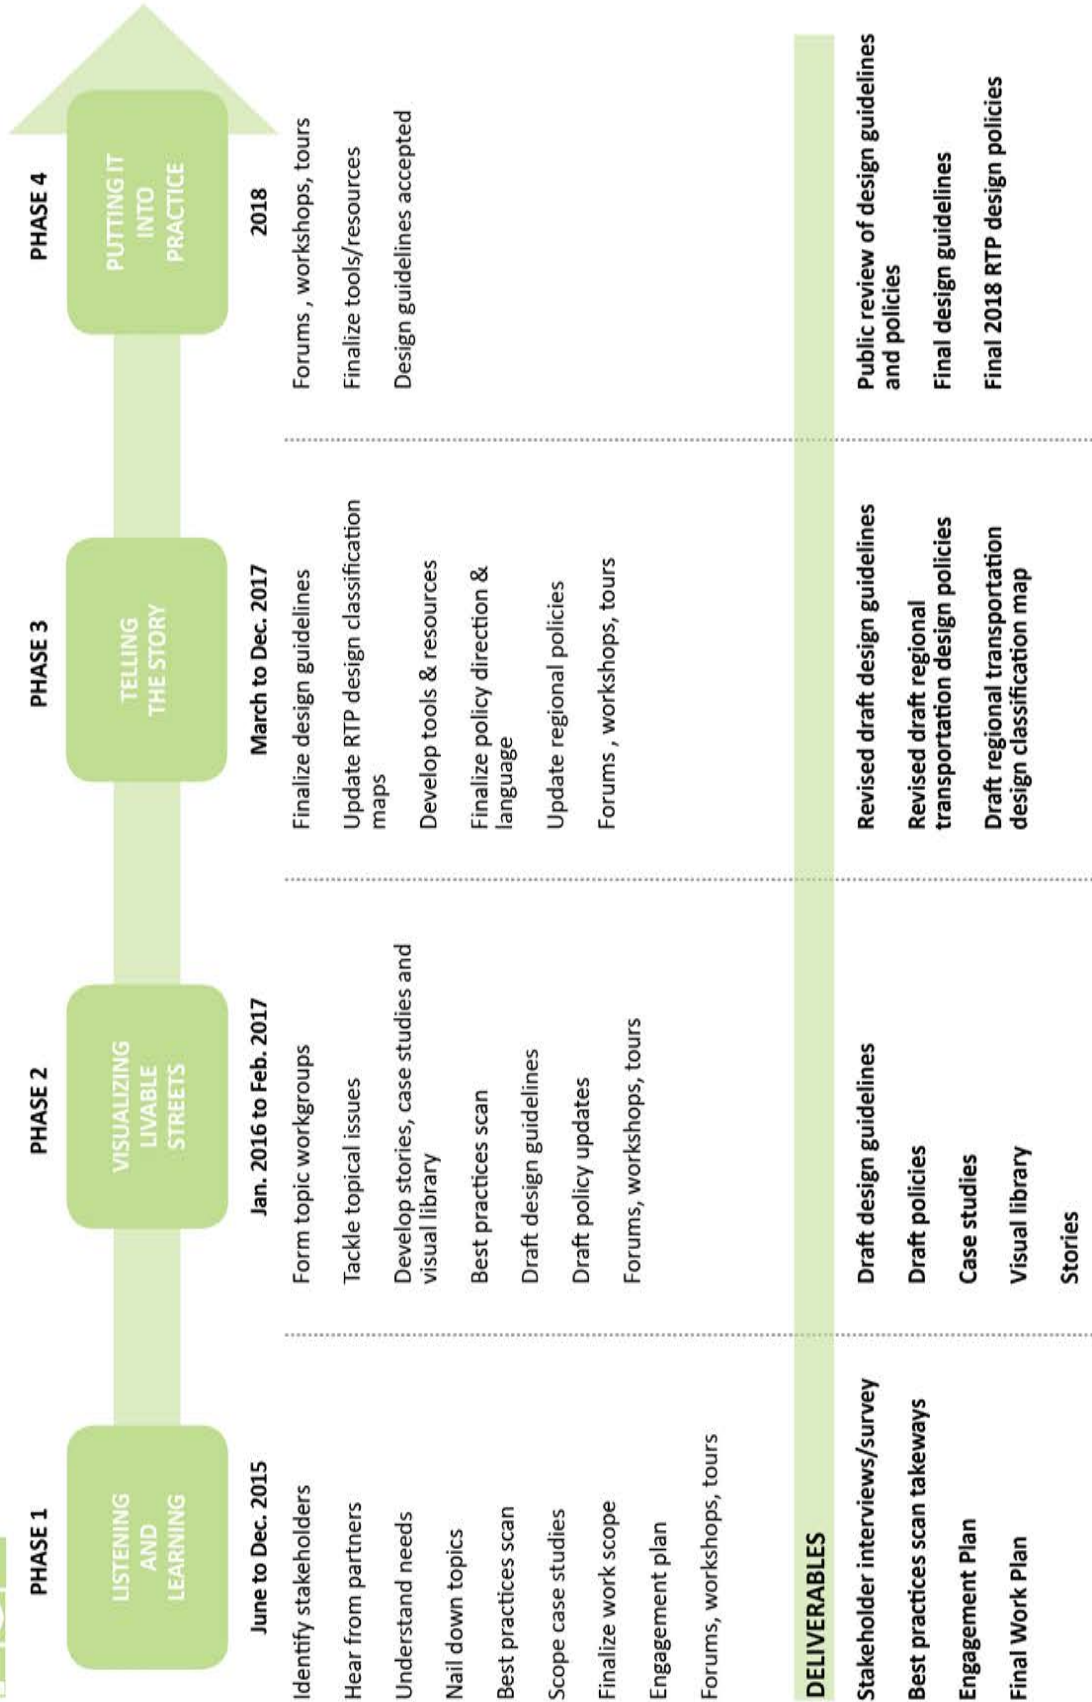 PHASE 1
LISTENING
AND
LEARNING
June to Dec. 2015
Identify stakeholders
Hear from partners
Understand needs
Nail down topics
Best practices scan
Scope case studies
Finalize work scope
Engagement plan
Forums, workshops, tours
PHASE 2
VISUALIZING
LIVABLE
STREETS
Jan. 2016 to Feb. 2017
Form topic workgroups
Tackle topical issues
Develop stories, case studies and
visual library
Best practices scan
Draft design guidelines
Draft policy updates
Forums, workshops, tours
PHASE 3
TELLING
THE STORY
March to Dec. 2017
Finalize design guidelines
Update RTP design classification
maps
Develop tools & resources
Finalize policy direction &
language
Update regional policies
Forums , workshops, tours
PHASE 4
PUTTING IT
INTO
PRACTICE
2018
Forums , workshops, tours
Finalize tools/resources
Design guidelines accepted
DELIVERABLES
Stakeholder interviews/survey
Best practices scan takeways
Engagement Plan
Final Work Plan
Draft design guidelines
Draft policies
Case studies
Visual library
Stories
Revised draft design guidelines
Revised draft regional
transportation design policies
Draft regional transportation
design classification map
Public review of design guidelines
and policies
Final design guidelines
Final 2018 RTP design policies